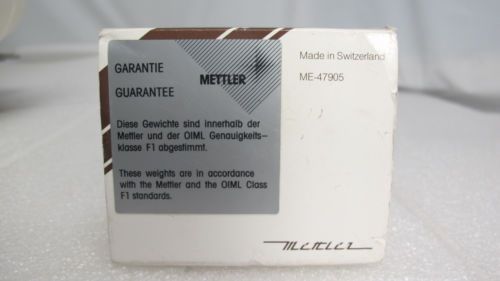 GARANTIE
METTLER
GUARANTEE
Diese Gewichte sind innerhalb der
Mettler und der OIML Genauigkeits-
klasse F1 abgestimmt.
These weights are in accordance
with the Mettler and the OIML Class
F1 standards.
Made in Switzerland
ME-47905
Mettler